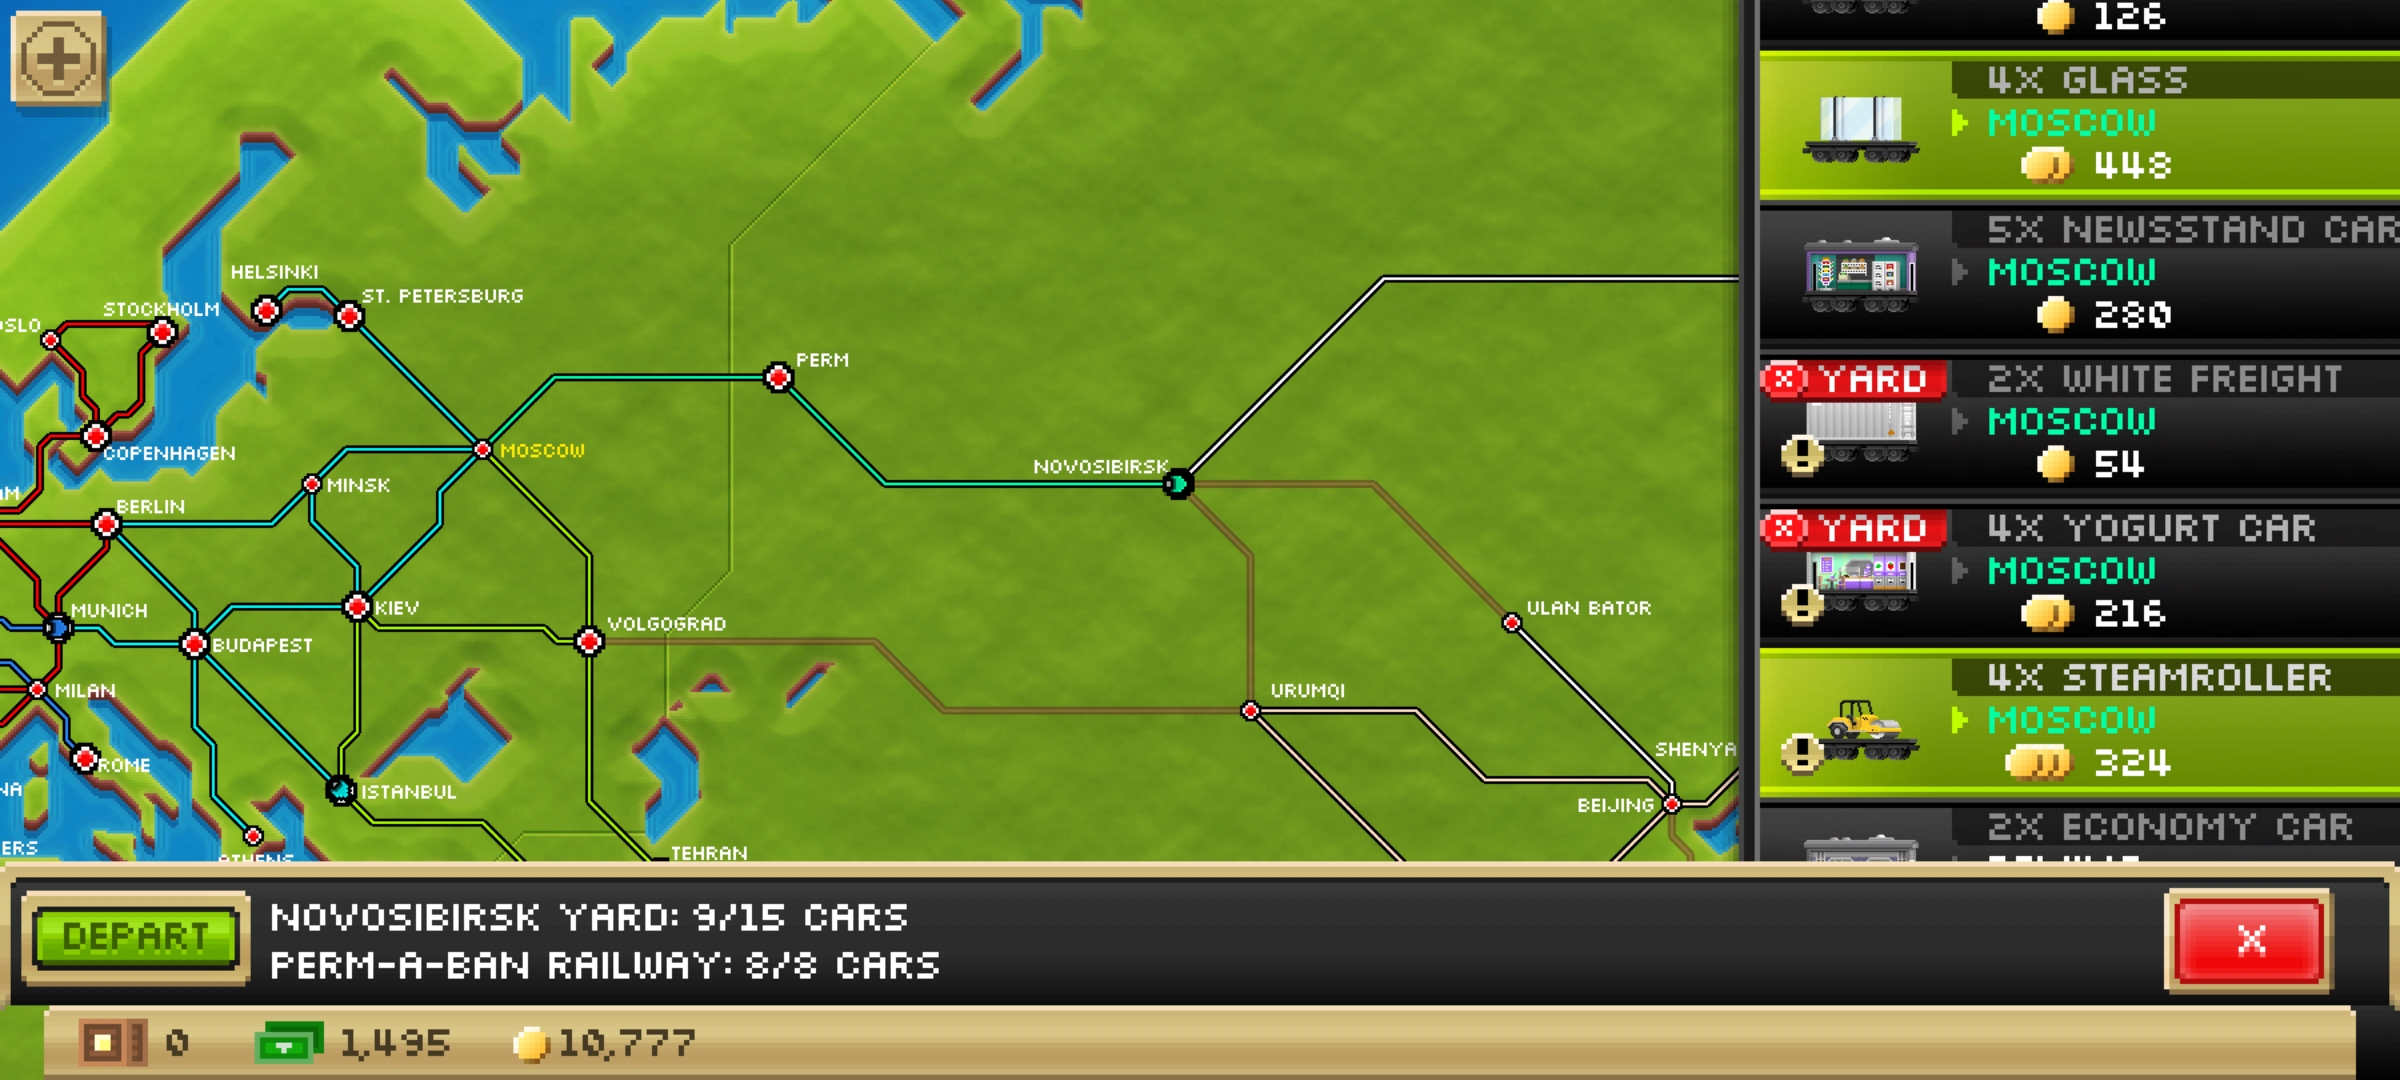 126
4X GLASS
MOSCOW
448
5X NEWSSTAND CAR
MOSCOW
280
YARD
2X WHITE FREIGHT
MOSCOW
54
YARD
4X YOGURT CAR
MOSCOW
216
4X STEAMROLLER
MOSCOW
324
2X ECONOMY CAR
HELSINKI
ST. PETERSBURG
STOCKHOLM
OSLO
PERM
COPENHAGEN
MOSCOW
NOVOSIBIRSK
MINSK
BERLIN
MUNICH
KIEV
BUDAPEST
VOLGOGRAD
ULAN BATOR
MILAN
URUMQI
ROME
ISTANBUL
SHENYA
BEIJING
ATHENS
TEHRAN
DEPART
NOVOSIBIRSK YARD: 9/15 CARS
PERM-A-BAN RAILWAY: 8/8 CARS
X
0
1,495
10,777